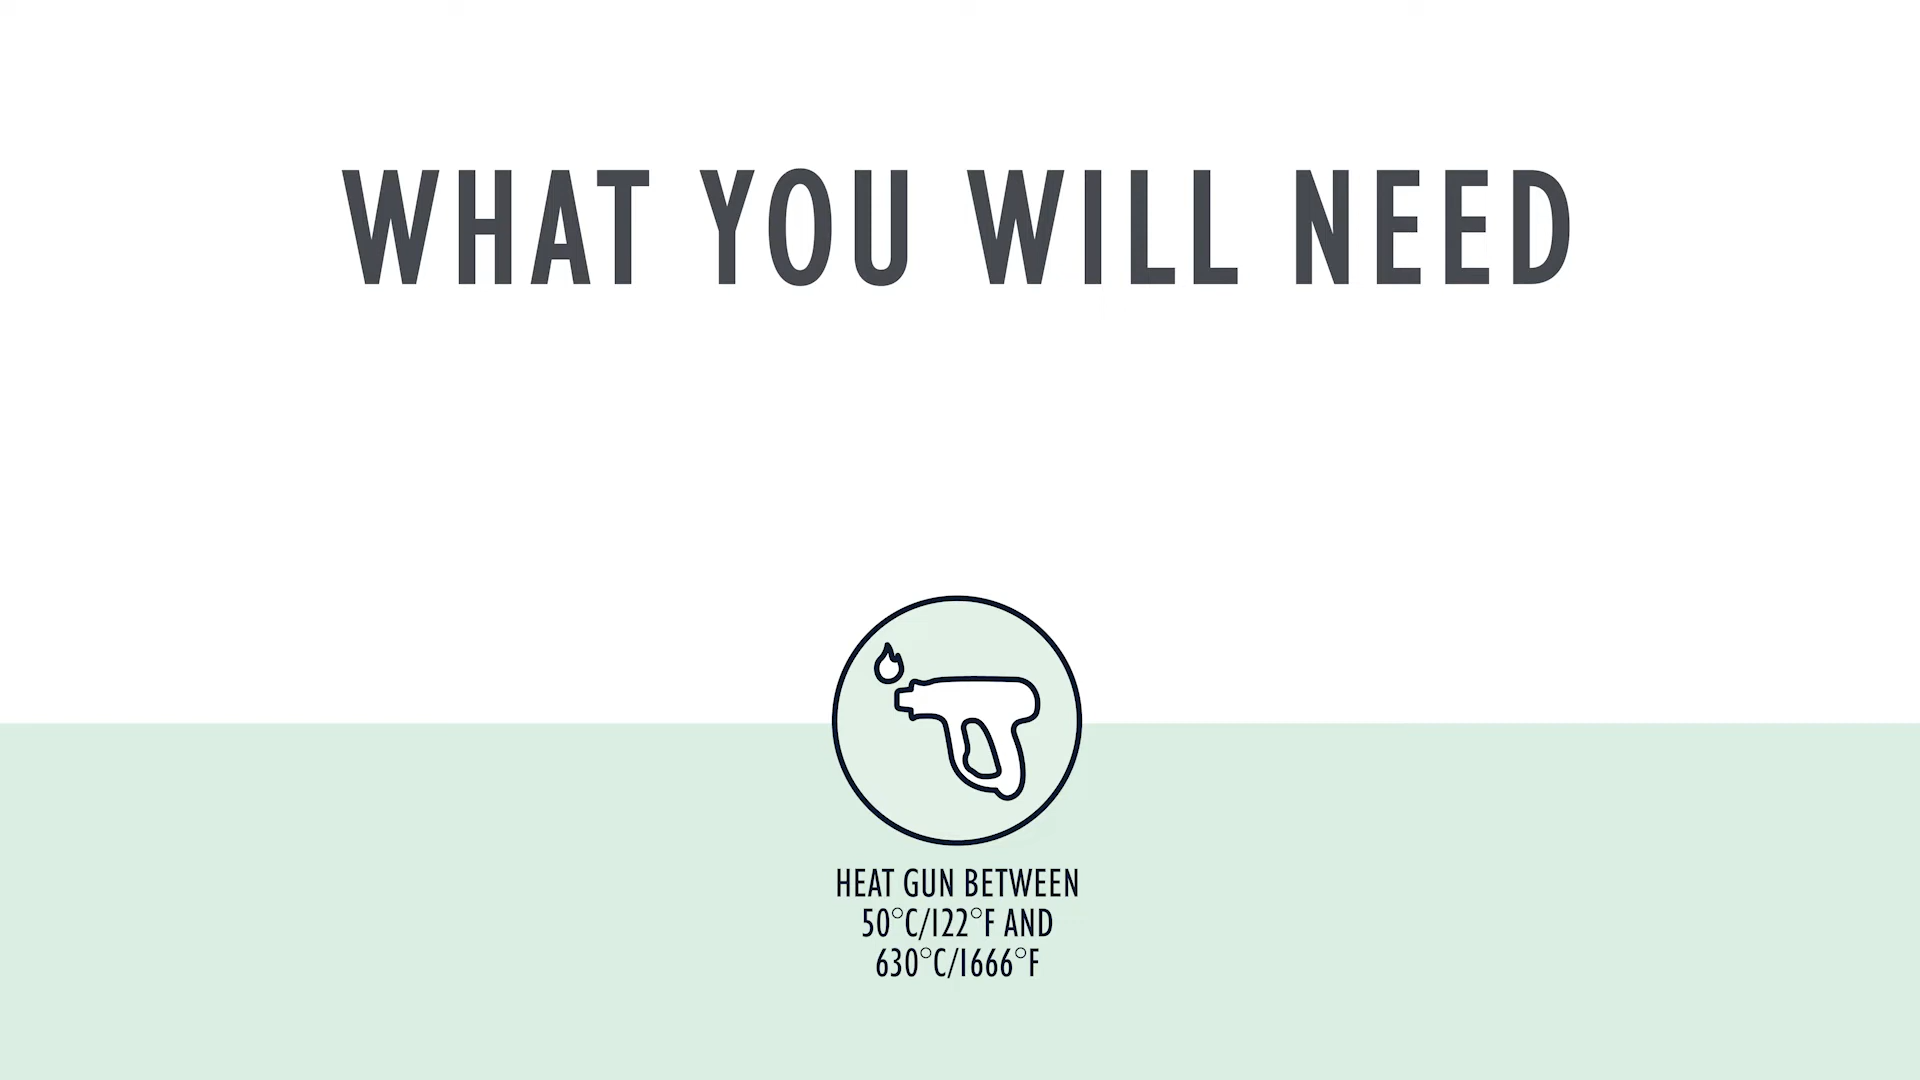 WHAT YOU WILL NEED
HEAT GUN BETWEEN
50°C/122°F AND
630°C/1666°F